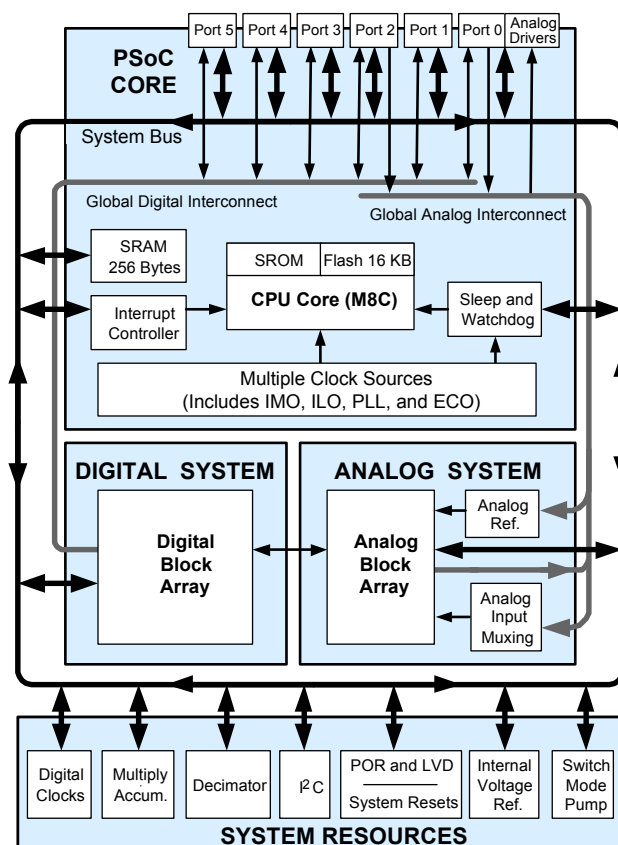 Port 5
Port 4
Port 3
Port 2
Port 1
Port 0
Analog
Drivers
PSoC
CORE
System Bus
Global Digital Interconnect
Global Analog Interconnect
SRAM
256 Bytes
SROM
Flash 16 KB
CPU Core (M8C)
Interrupt
Controller
Sleep and
Watchdog
Multiple Clock Sources
(Includes IMO, ILO, PLL, and ECO)
DIGITAL SYSTEM
ANALOG SYSTEM
Digital
Block
Array
Analog
Block
Array
Analog
Ref.
Analog
Input
Muxing
Digital
Clocks
Multiply
Accum.
Decimator
I2C
POR and LVD
System Resets
Internal
Voltage
Ref.
Switch
Mode
Pump
SYSTEM RESOURCES